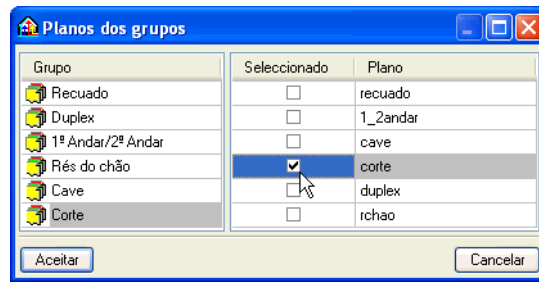 Planos dos grupos
Grupo Seleccionado Plano
Recuado recuado
Duplex 1_2andar
1º Andar/2º Andar cave
Rés do chão corte
Cave duplex
Corte rchao
Aceitar Cancelar